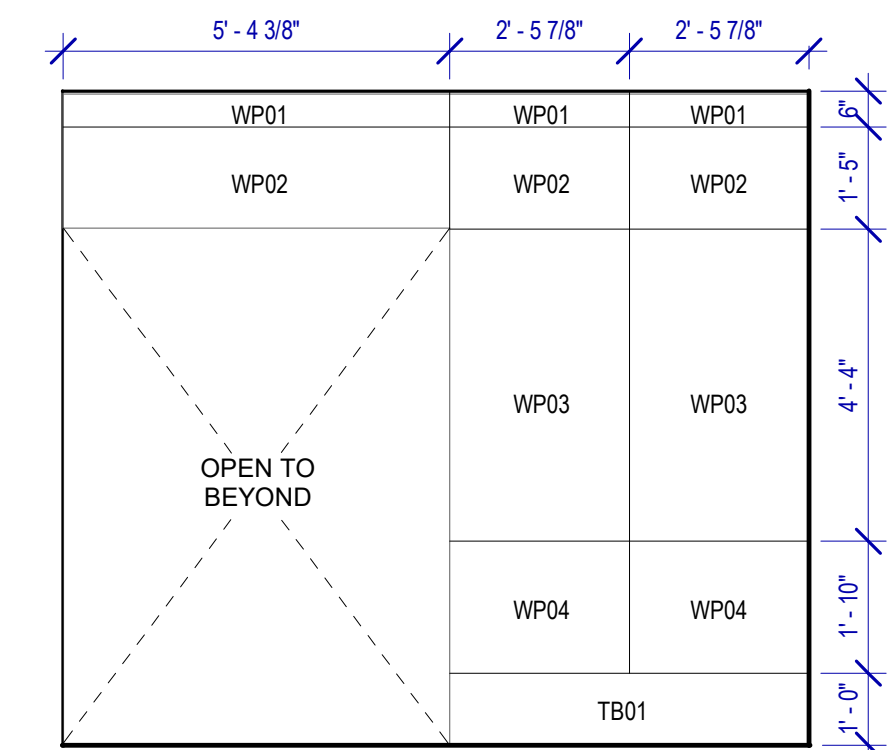 5' - 4 3/8" 2' - 5 7/8" 2' - 5 7/8"
WP01 WP01 WP01 6"
WP02 WP02 WP02 1' - 5"
WP03 WP03 4' - 4"
OPEN TO
BEYOND
WP04 WP04 1' - 10"
TB01 1' - 0"